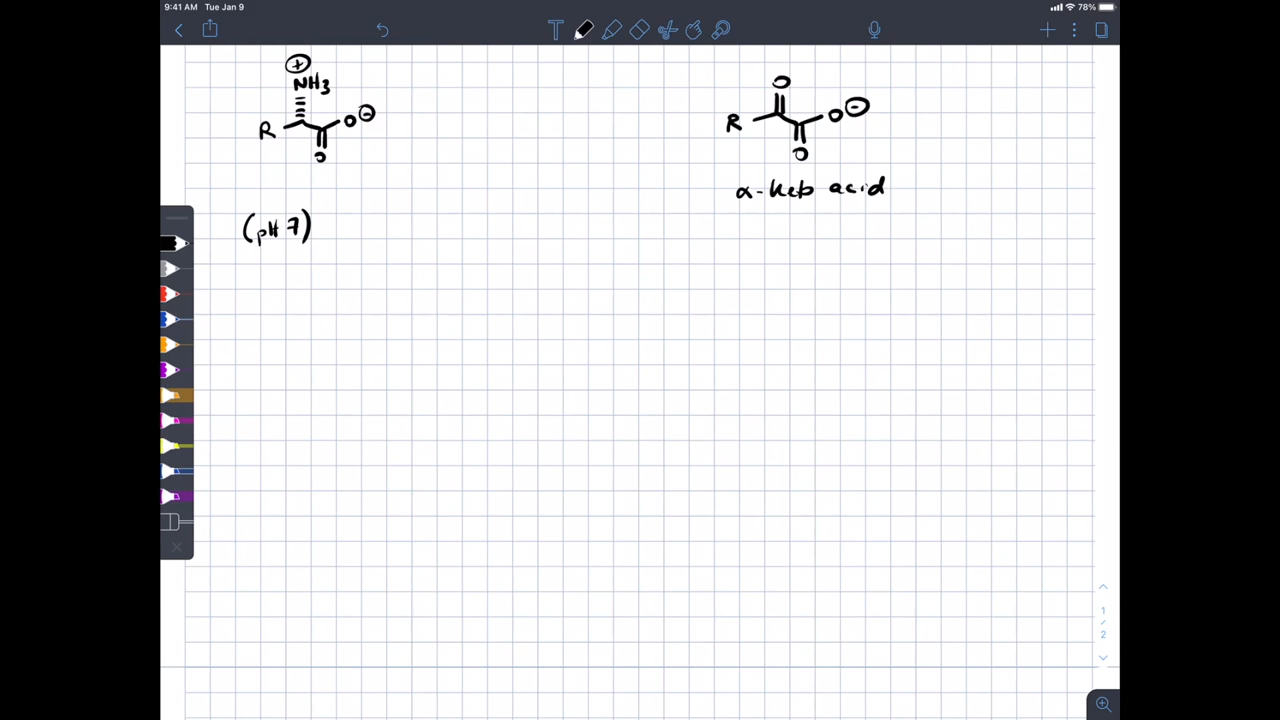 9:41 AM Tue Jan 9
78%
T
⊕
NH3
R O ⊖
O
O
R O ⊖
O
α-keto acid
(pH 7)
1
/
2